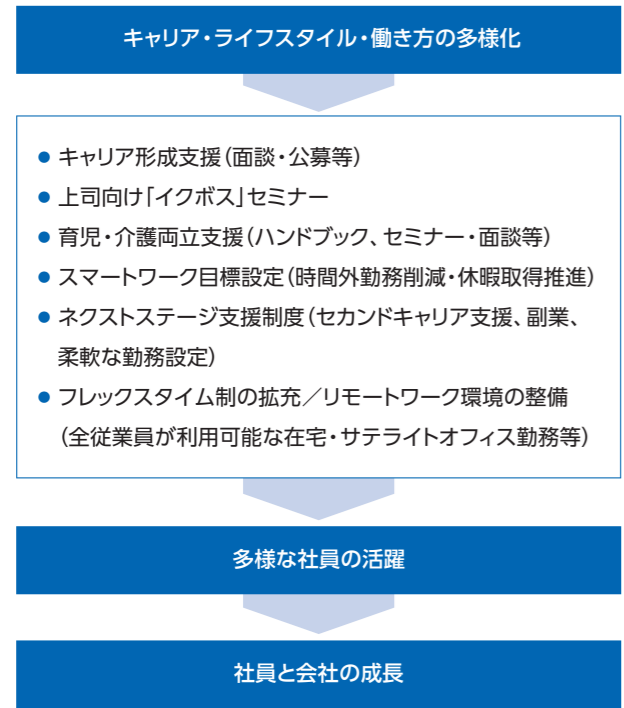 キャリア・ライフスタイル・働き方の多様化
● キャリア形成支援（面談・公募等）
● 上司向け「イクボス」セミナー
● 育児・介護両立支援（ハンドブック、セミナー・面談等）
● スマートワーク目標設定（時間外勤務削減・休暇取得推進）
● ネクストステージ支援制度（セカンドキャリア支援、副業、
柔軟な勤務設定）
● フレックスタイム制の拡充／リモートワーク環境の整備
（全従業員が利用可能な在宅・サテライトオフィス勤務等）
多様な社員の活躍
社員と会社の成長